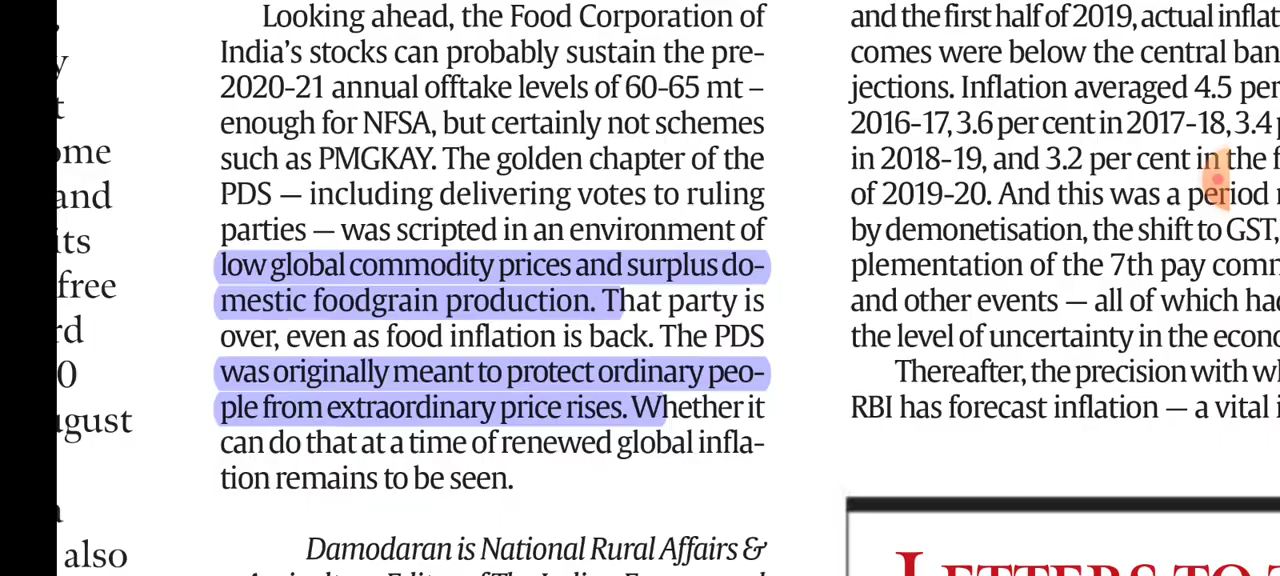 ome
and
its
free
rd
0
gust
also
Looking ahead, the Food Corporation of
India's stocks can probably sustain the pre-
2020-21 annual offtake levels of 60-65 mt –
enough for NFSA, but certainly not schemes
such as PMGKAY. The golden chapter of the
PDS — including delivering votes to ruling
parties — was scripted in an environment of
low global commodity prices and surplus do-
mestic foodgrain production. That party is
over, even as food inflation is back. The PDS
was originally meant to protect ordinary peo-
ple from extraordinary price rises. Whether it
can do that at a time of renewed global infla-
tion remains to be seen.
Damodaran is National Rural Affairs &
and the first half of 2019, actual inflat
comes were below the central ban
jections. Inflation averaged 4.5 per
2016-17, 3.6 per cent in 2017-18, 3.4
in 2018-19, and 3.2 per cent in the f
of 2019-20. And this was a period
by demonetisation, the shift to GST,
plementation of the 7th pay com
and other events — all of which had
the level of uncertainty in the econo
Thereafter, the precision with wh
RBI has forecast inflation — a vital i
LETTERS TO